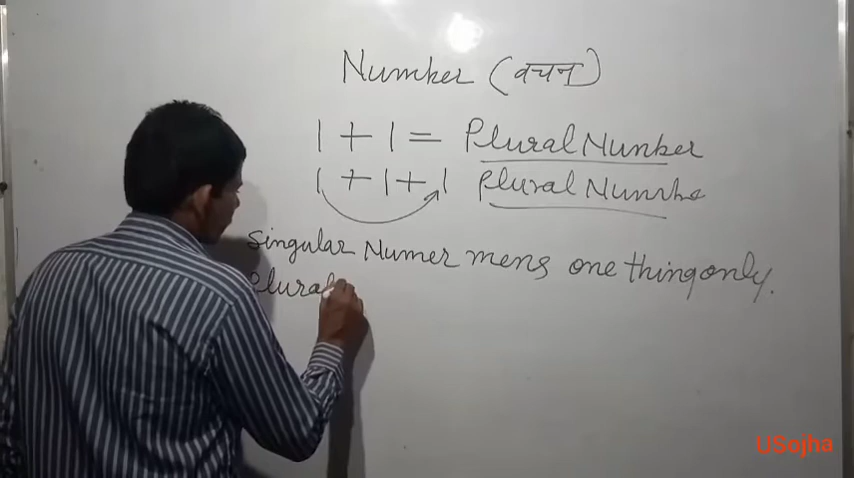 Number (वचन)
1 + 1 = Plural Number
1 + 1 + 1 Plural Numbe
Singular Numer mens one thing only.
Plural
USojha